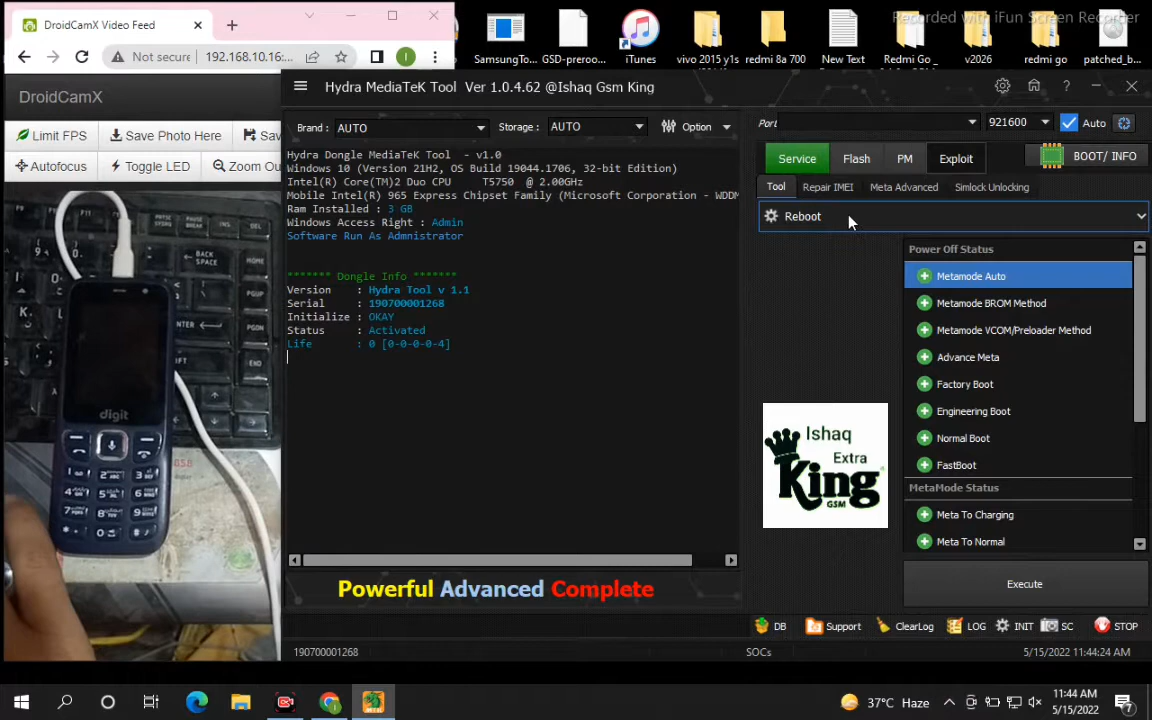 DroidCamX Video Feed
Recorded with iFun Screen Recorder
Not secure
192.168.10.16:...
SamsungTo...
GSD-preroo...
iTunes
vivo 2015 y1s
redmi 8a 700
New Text
Redmi Go _
v2026
redmi go
patched_b...
DroidCamX
Limit FPS
Save Photo Here
Sav
Autofocus
Toggle LED
Zoom Ou
Hydra MediaTeK Tool Ver 1.0.4.62 @Ishaq Gsm King
Brand : AUTO
Storage : AUTO
Option
Port
921600
Auto
Hydra Dongle MediaTeK Tool - v1.0
Windows 10 (Version 21H2, OS Build 19044.1706, 32-bit Edition)
Intel(R) Core(TM)2 Duo CPU T5750 @ 2.00GHz
Mobile Intel(R) 965 Express Chipset Family (Microsoft Corporation - WDDM
Ram Installed : 3 GB
Windows Access Right : Admin
Software Run As Admnistrator
******* Dongle Info *******
Version : Hydra Tool v 1.1
Serial : 190700001268
Initialize : OKAY
Status : Activated
Life : 0 [0-0-0-0-4]
Service
Flash
PM
Exploit
BOOT/ INFO
Tool
Repair IMEI
Meta Advanced
Simlock Unlocking
Reboot
Power Off Status
Metamode Auto
Metamode BROM Method
Metamode VCOM/Preloader Method
Advance Meta
Factory Boot
Engineering Boot
Normal Boot
FastBoot
MetaMode Status
Meta To Charging
Meta To Normal
Execute
Ishaq
Extra
King
GSM
Powerful Advanced Complete
DB
Support
ClearLog
LOG
INIT
SC
STOP
190700001268
SOCs
5/15/2022 11:44:24 AM
digit
BACK SPACE
ENTER
END
37°C Haze
11:44 AM
5/15/2022
7